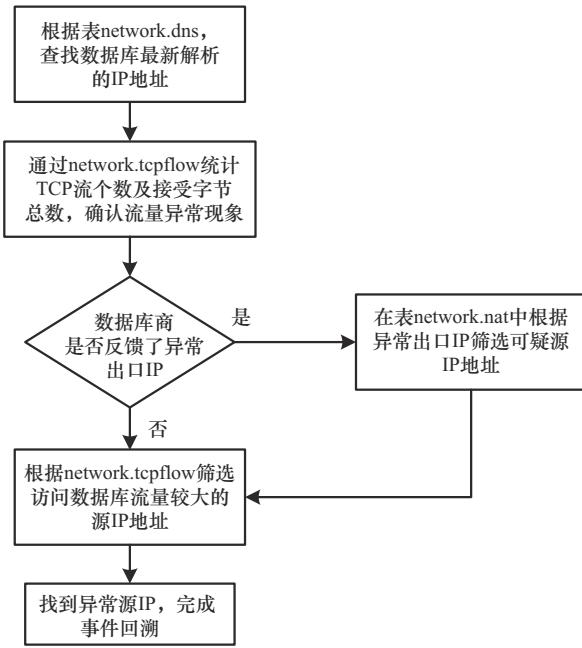 根据表network.dns，
查找数据库最新解析
的IP地址
通过network.tcpflow统计
TCP流个数及接受字节
总数，确认流量异常现象
数据库商
是否反馈了异常
出口IP
是
在表network.nat中根据
异常出口IP筛选可疑源
IP地址
否
根据network.tcpflow筛选
访问数据库流量较大的
源IP地址
找到异常源IP，完成
事件回溯